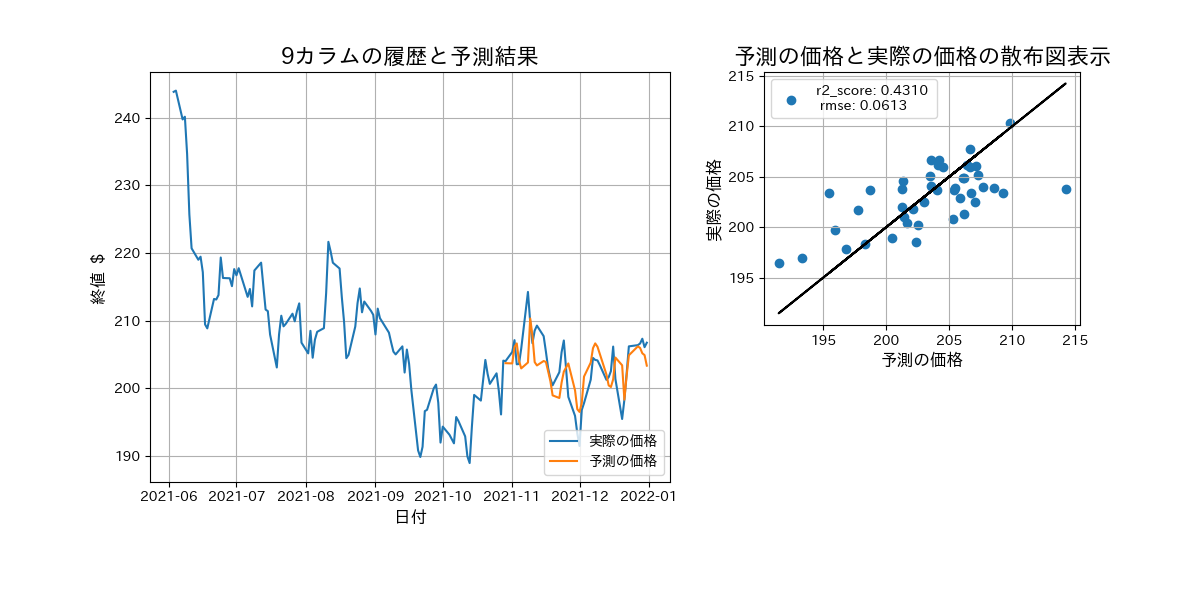 9カラムの履歴と予測結果
終値 $
240
230
220
210
200
190
2021-06 2021-07 2021-08 2021-09 2021-10 2021-11 2021-12 2022-01
日付
実際の価格
予測の価格
予測の価格と実際の価格の散布図表示
r2_score: 0.4310
rmse: 0.0613
実際の価格
215
210
205
200
195
195 200 205 210 215
予測の価格